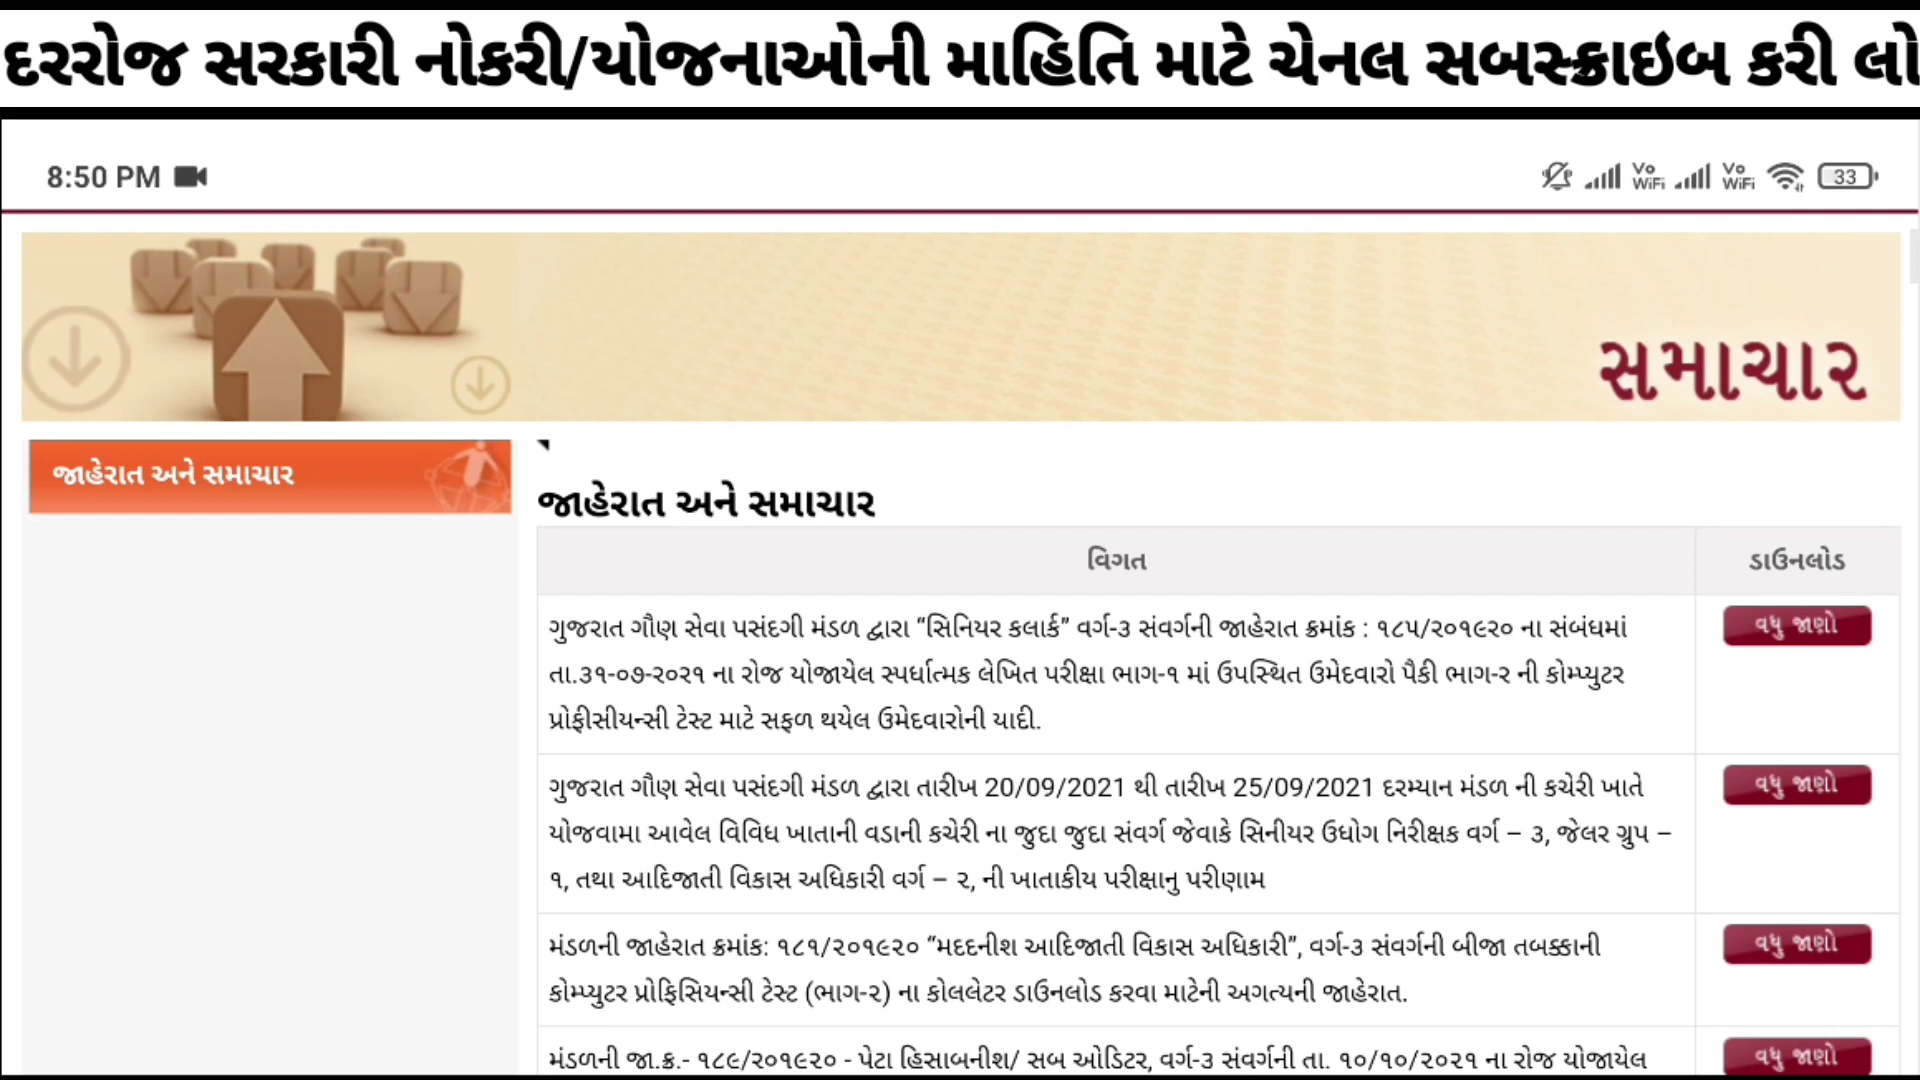 દરરોજ સરકારી નોકરી/યોજનાઓની માહિતિ માટે ચેનલ સબસ્ક્રાઇબ કરી લો
8:50 PM
Vo WiFi Vo WiFi 33
સમાચાર
જાહેરાત અને સમાચાર
જાહેરાત અને સમાચાર
વિગત ડાઉનલોડ
ગુજરાત ગૌણ સેવા પસંદગી મંડળ દ્વારા “સિનિયર કલાર્ક” વર્ગ-૩ સંવર્ગની જાહેરાત ક્રમાંક : ૧૮૫/૨૦૧૯૨૦ ના સંબંધમાં વધુ જાણો
તા.૩૧-૦૭-૨૦૨૧ ના રોજ યોજાયેલ સ્પર્ધાત્મક લેખિત પરીક્ષા ભાગ-૧ માં ઉપસ્થિત ઉમેદવારો પૈકી ભાગ-૨ ની કોમ્પ્યુટર
પ્રોફીસીયન્સી ટેસ્ટ માટે સફળ થયેલ ઉમેદવારોની યાદી.
ગુજરાત ગૌણ સેવા પસંદગી મંડળ દ્વારા તારીખ 20/09/2021 થી તારીખ 25/09/2021 દરમ્યાન મંડળ ની કચેરી ખાતે વધુ જાણો
યોજવામા આવેલ વિવિધ ખાતાની વડાની કચેરી ના જુદા જુદા સંવર્ગ જેવાકે સિનીયર ઉધોગ નિરીક્ષક વર્ગ – ૩, જેલર ગ્રુપ –
૧, તથા આદિજાતી વિકાસ અધિકારી વર્ગ – ૨, ની ખાતાકીય પરીક્ષાનુ પરીણામ
મંડળની જાહેરાત ક્રમાંક: ૧૮૧/૨૦૧૯૨૦ “મદદનીશ આદિજાતી વિકાસ અધિકારી”, વર્ગ-૩ સંવર્ગની બીજા તબક્કાની વધુ જાણો
કોમ્પ્યુટર પ્રોફિસિયન્સી ટેસ્ટ (ભાગ-૨) ના કોલલેટર ડાઉનલોડ કરવા માટેની અગત્યની જાહેરાત.
મંડળની જા.ક્ર.- ૧૮૯/૨૦૧૯૨૦ - પેટા હિસાબનીશ/ સબ ઓડિટર, વર્ગ-૩ સંવર્ગની તા. ૧૦/૧૦/૨૦૨૧ ના રોજ યોજાયેલ વધુ જાણો